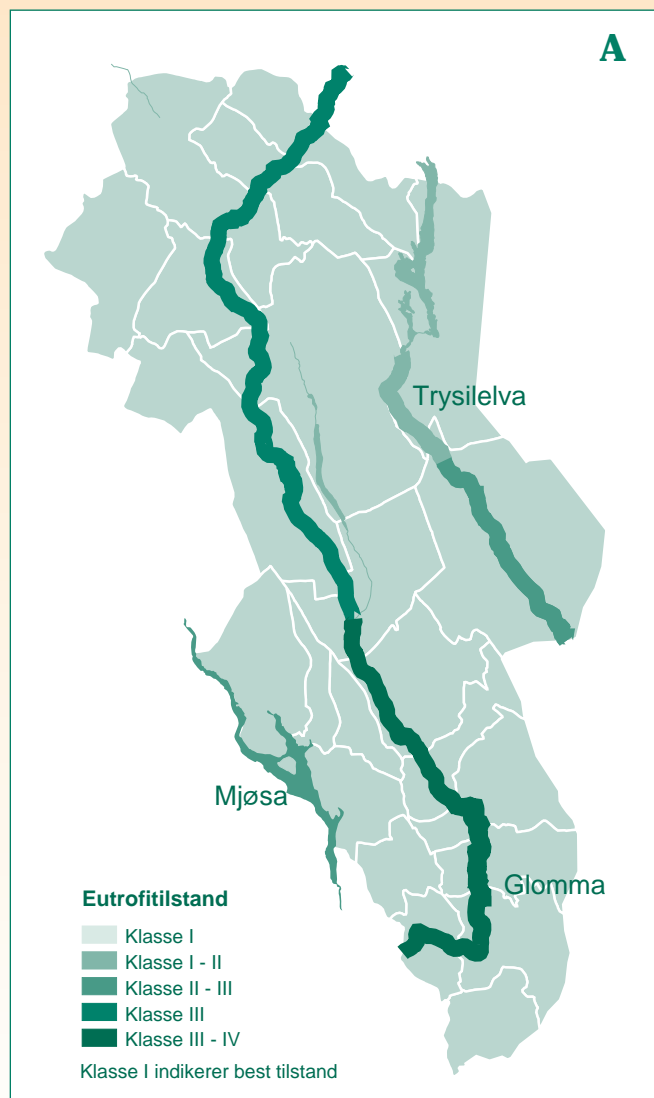 A
Trysilelva
Mjøsa
Glomma
Eutrofitilstand
Klasse I
Klasse I - II
Klasse II - III
Klasse III
Klasse III - IV
Klasse I indikerer best tilstand